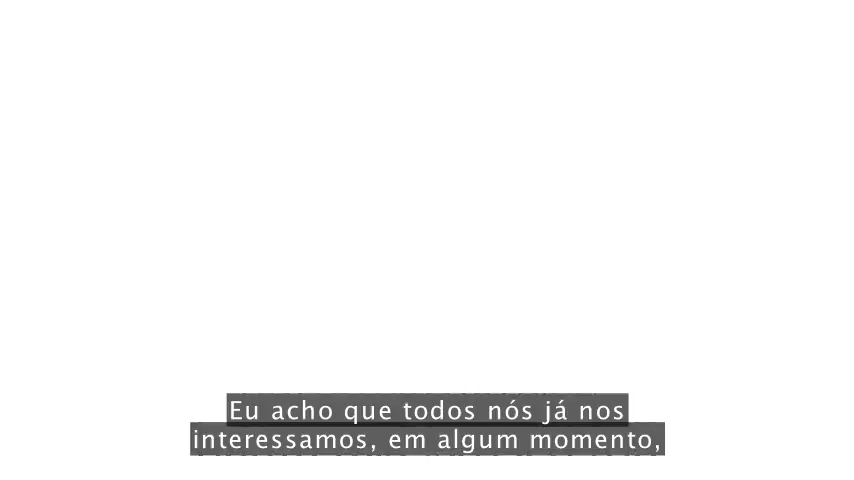 Eu acho que todos nós já nos
interessamos, em algum momento,